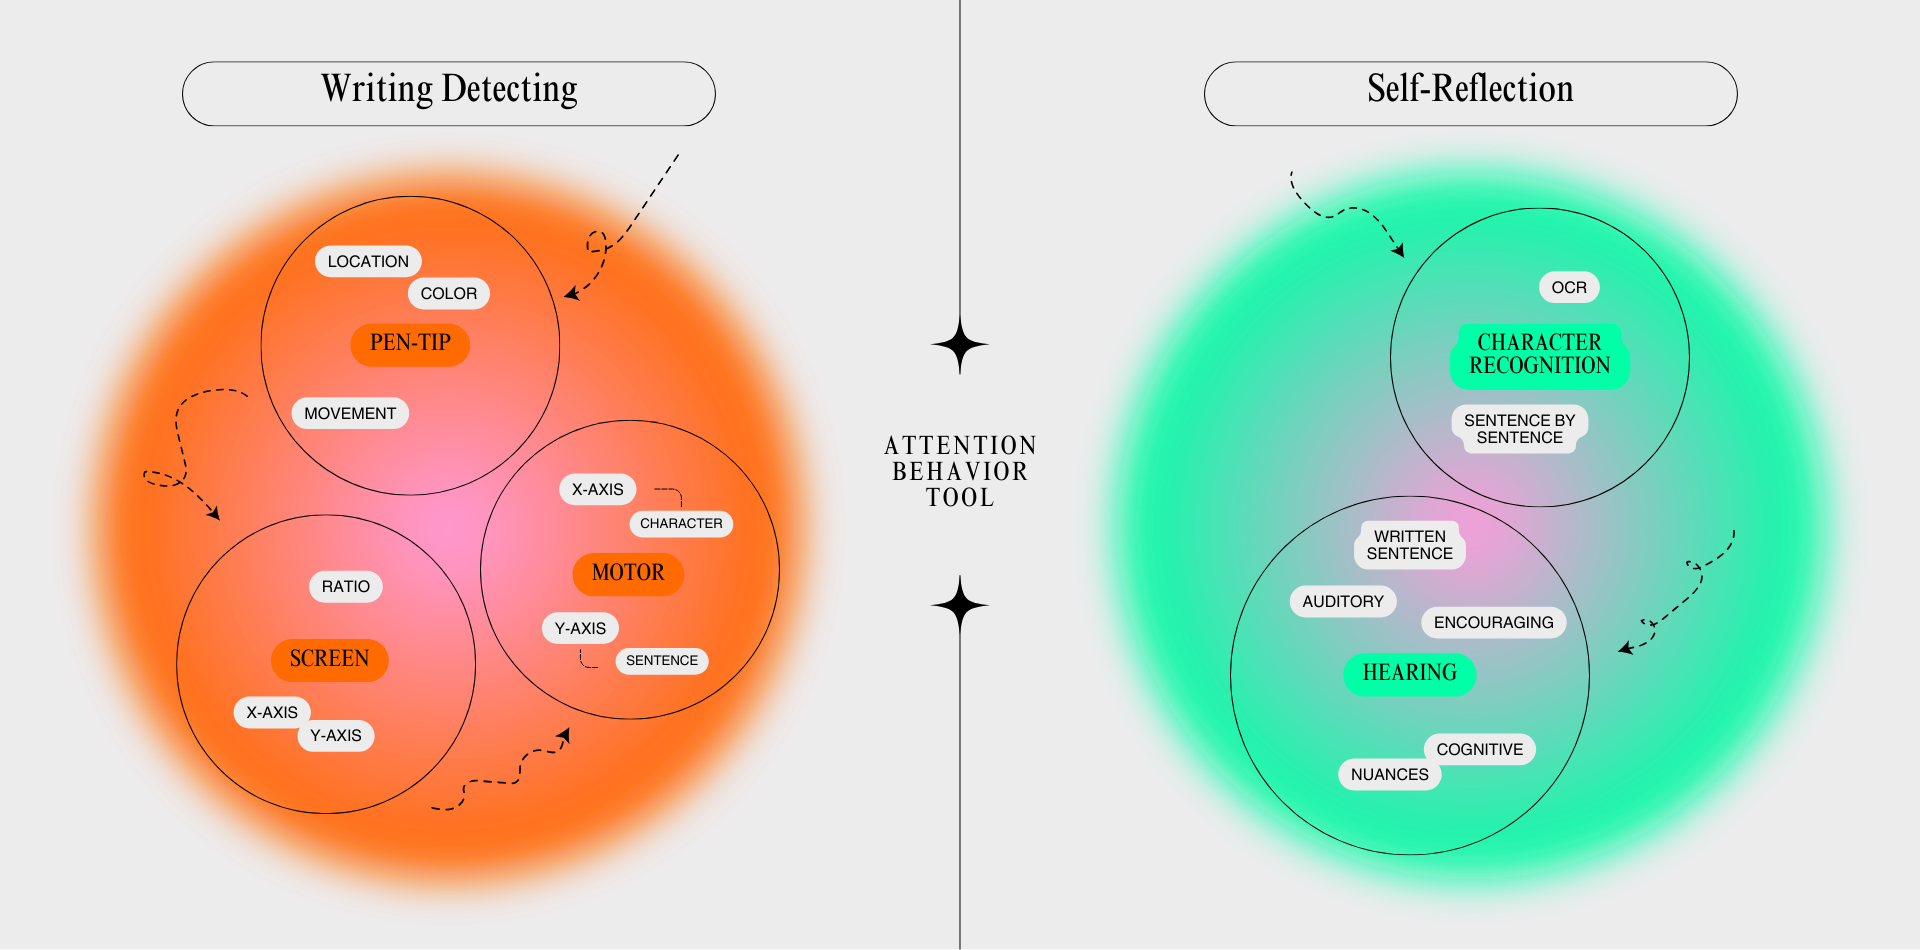 Writing Detecting
LOCATION
COLOR
PEN-TIP
MOVEMENT
X-AXIS
CHARACTER
MOTOR
Y-AXIS
SENTENCE
RATIO
SCREEN
X-AXIS
Y-AXIS
ATTENTION
BEHAVIOR
TOOL
Self-Reflection
OCR
CHARACTER
RECOGNITION
SENTENCE BY
SENTENCE
WRITTEN
SENTENCE
AUDITORY
ENCOURAGING
HEARING
COGNITIVE
NUANCES